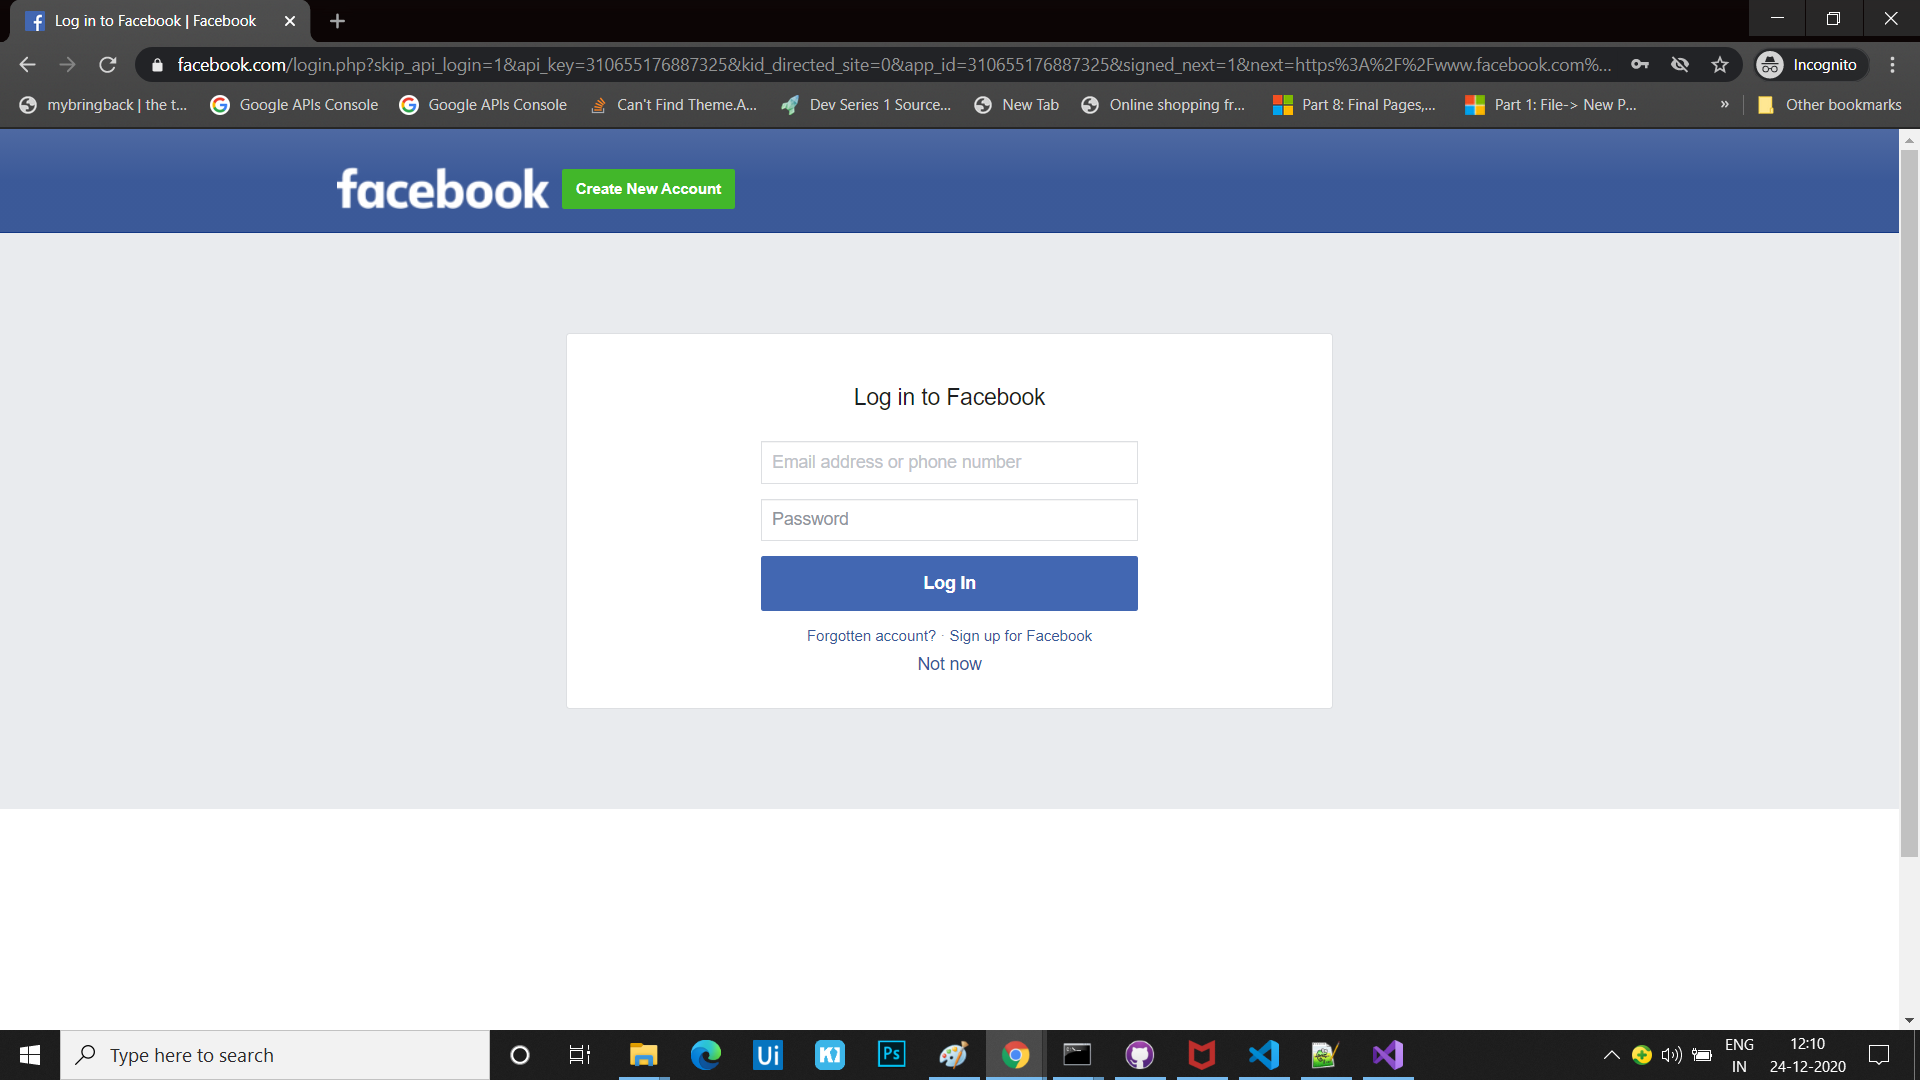 Log in to Facebook | Facebook
facebook.com/login.php?skip_api_login=1&api_key=310655176887325&kid_directed_site=0&app_id=310655176887325&signed_next=1&next=https%3A%2F%2Fwww.facebook.com%...
Incognito
mybringback | the t...
Google APIs Console
Google APIs Console
Can't Find Theme.A...
Dev Series 1 Source...
New Tab
Online shopping fr...
Part 8: Final Pages,...
Part 1: File-> New P...
»
Other bookmarks
facebook
Create New Account
Log in to Facebook
Email address or phone number
Password
Log In
Forgotten account? · Sign up for Facebook
Not now
Type here to search
Ui
K
Ps
ENG
IN
12:10
24-12-2020